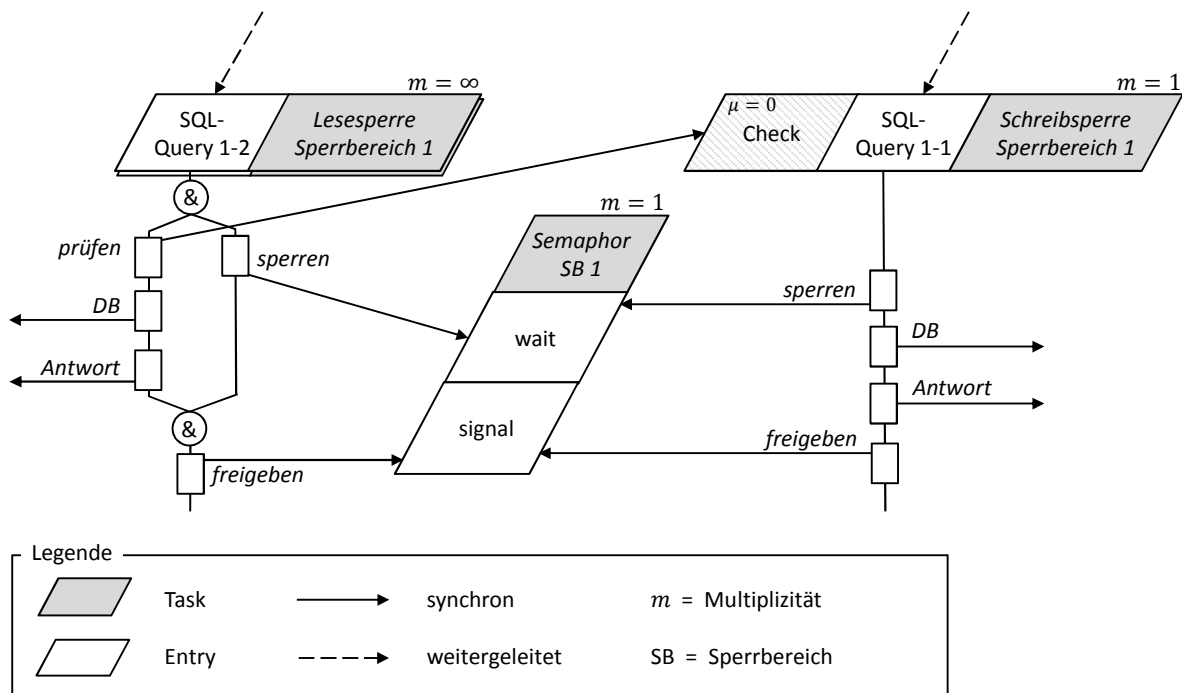 m = ∞
SQL-
Query 1-2
Lesesperre
Sperrbereich 1
m = 1
μ = 0
Check
SQL-
Query 1-1
Schreibsperre
Sperrbereich 1
&
m = 1
Semaphor
SB 1
wait
signal
prüfen
sperren
DB
Antwort
&
freigeben
sperren
DB
Antwort
freigeben
Legende
Task
synchron
m = Multiplizität
Entry
weitergeleitet
SB = Sperrbereich